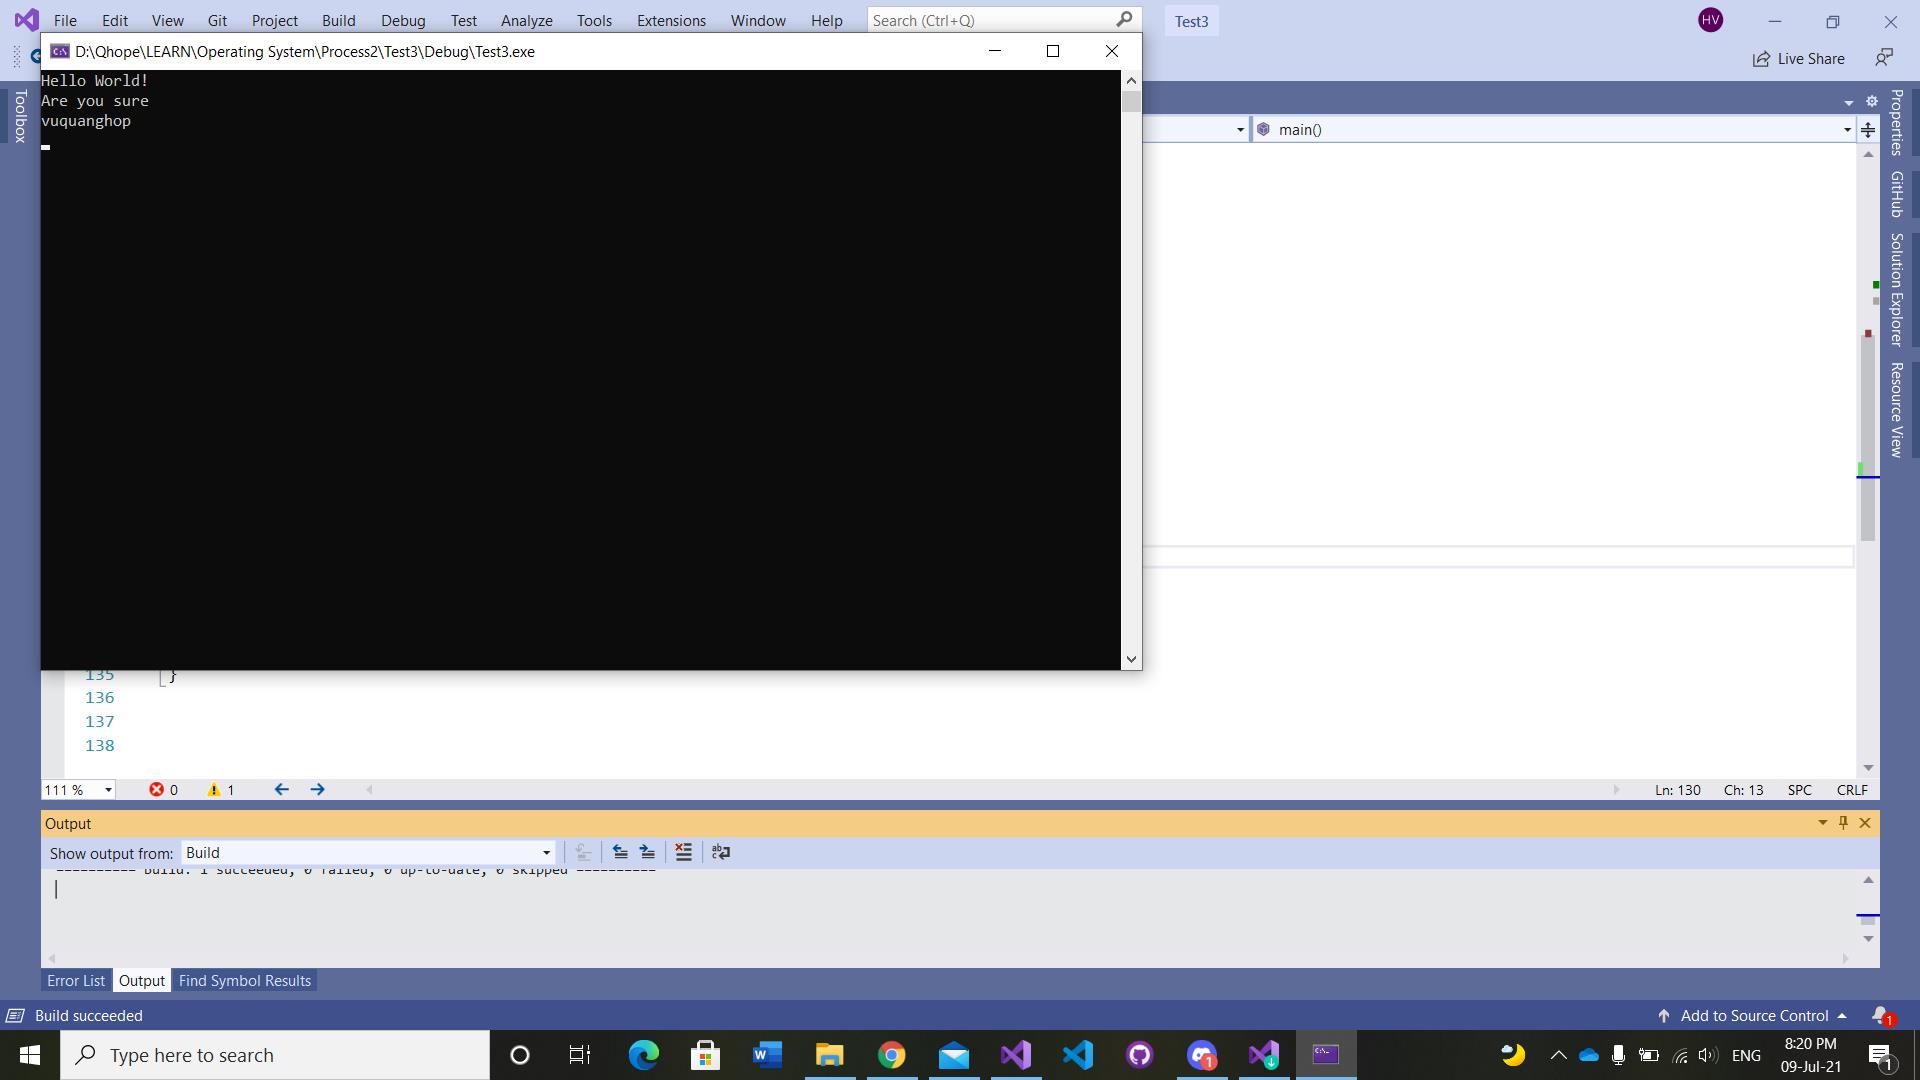 File Edit View Git Project Build Debug Test Analyze Tools Extensions Window Help Search (Ctrl+Q) Test3 HV
D:\Qhope\LEARN\Operating System\Process2\Test3\Debug\Test3.exe
Live Share
Hello World!
Are you sure
vuquanghop
main()
Toolbox
Properties
GitHub
Solution Explorer
Resource View
135 }
136
137
138
111 % 0 1 Ln: 130 Ch: 13 SPC CRLF
Output
Show output from: Build
========== Build: 1 succeeded, 0 failed, 0 up-to-date, 0 skipped ==========
Error List Output Find Symbol Results
Build succeeded Add to Source Control 1
Type here to search 1 ENG 8:20 PM 1
09-Jul-21